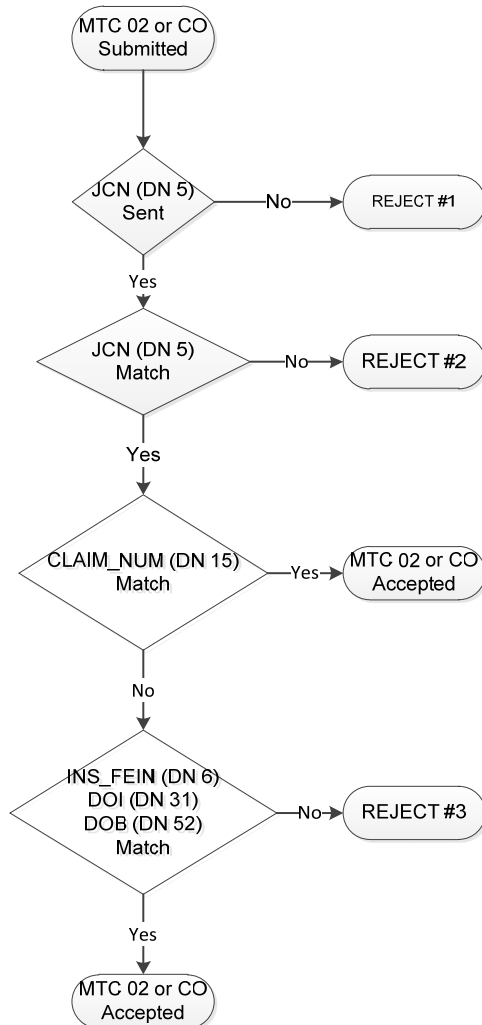 MTC 02 or CO
Submitted
JCN (DN 5)
Sent
No
REJECT #1
Yes
JCN (DN 5)
Match
No
REJECT #2
Yes
CLAIM_NUM (DN 15)
Match
Yes
MTC 02 or CO
Accepted
No
INS_FEIN (DN 6)
DOI (DN 31)
DOB (DN 52)
Match
No
REJECT #3
Yes
MTC 02 or CO
Accepted